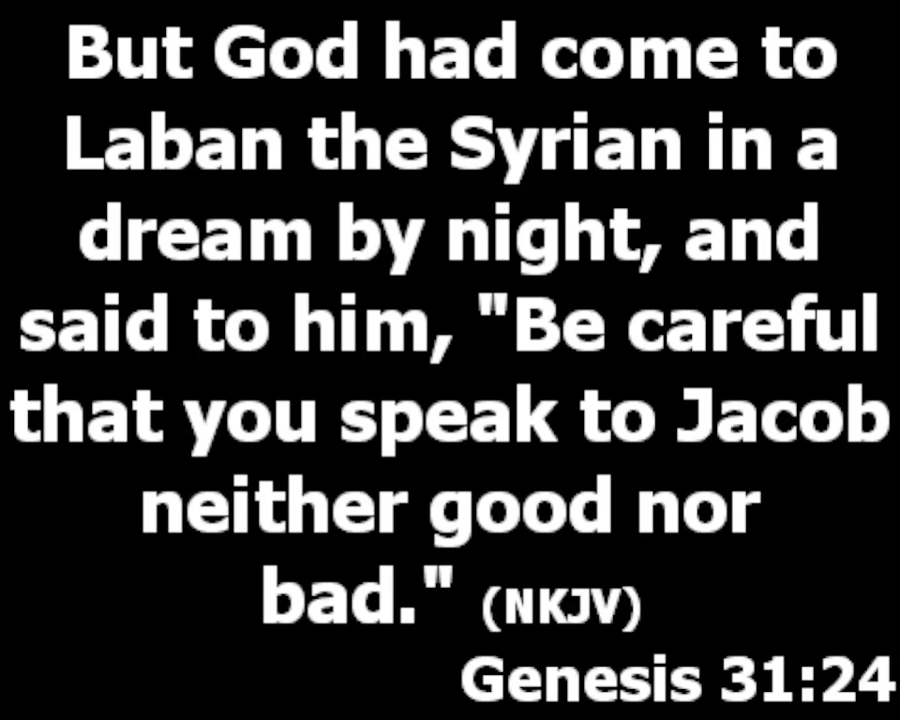 But God had come to
Laban the Syrian in a
dream by night, and
said to him, "Be careful
that you speak to Jacob
neither good nor
bad." (NKJV)
Genesis 31:24